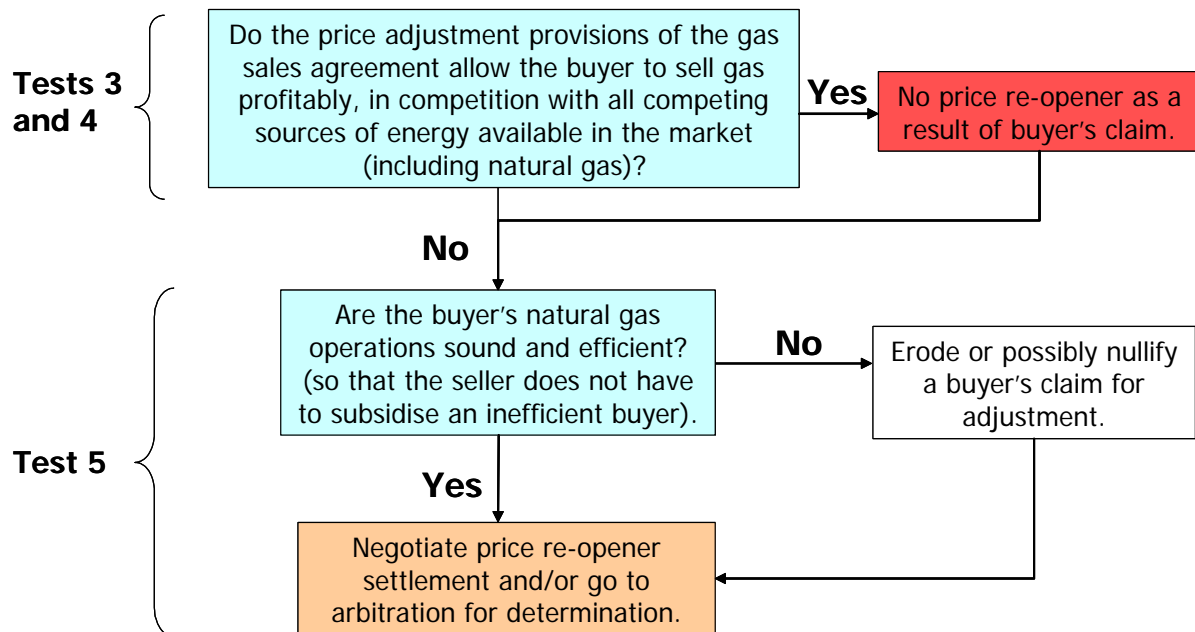 Tests 3
and 4
Do the price adjustment provisions of the gas
sales agreement allow the buyer to sell gas
profitably, in competition with all competing
sources of energy available in the market
(including natural gas)?
Yes
No price re-opener as a
result of buyer's claim.
No
Test 5
Are the buyer's natural gas
operations sound and efficient?
(so that the seller does not have
to subsidise an inefficient buyer).
No
Erode or possibly nullify
a buyer's claim for
adjustment.
Yes
Negotiate price re-opener
settlement and/or go to
arbitration for determination.